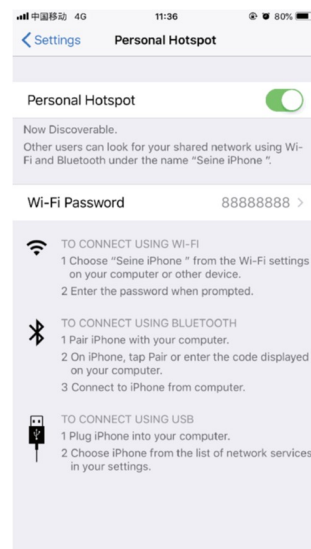 中国移动 4G 11:36 80%
Settings Personal Hotspot
Personal Hotspot
Now Discoverable.
Other users can look for your shared network using Wi-
Fi and Bluetooth under the name “Seine iPhone ”.
Wi-Fi Password 88888888
TO CONNECT USING WI-FI
1 Choose “Seine iPhone ” from the Wi-Fi settings
on your computer or other device.
2 Enter the password when prompted.
TO CONNECT USING BLUETOOTH
1 Pair iPhone with your computer.
2 On iPhone, tap Pair or enter the code displayed
on your computer.
3 Connect to iPhone from computer.
TO CONNECT USING USB
1 Plug iPhone into your computer.
2 Choose iPhone from the list of network services
in your settings.